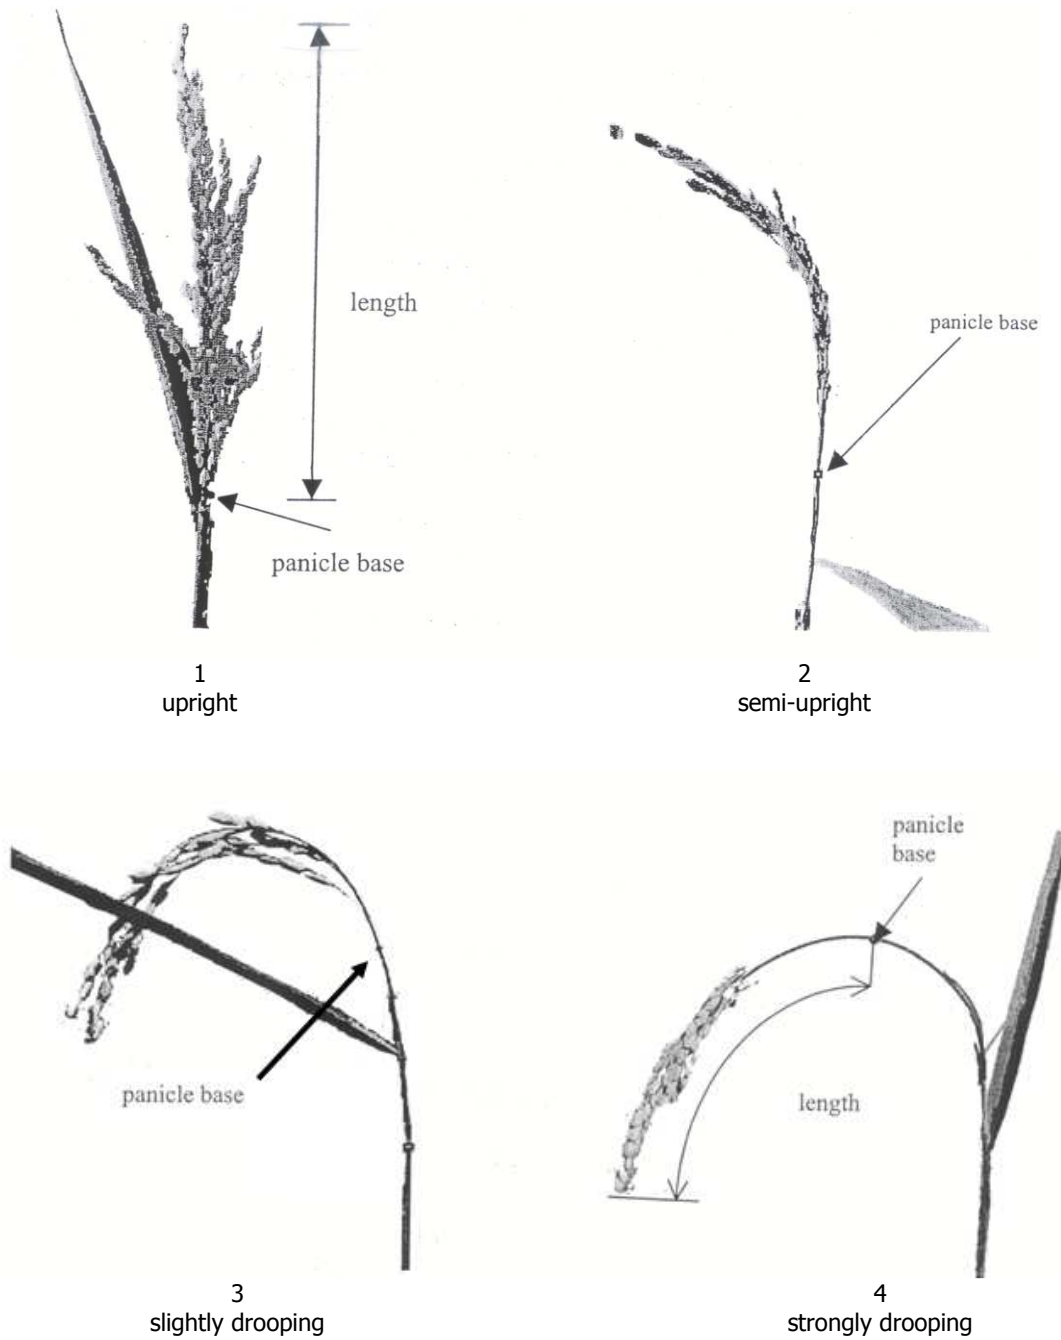 length
panicle base
panicle base
1
upright
2
semi-upright
panicle base
panicle
base
length
3
slightly drooping
4
strongly drooping